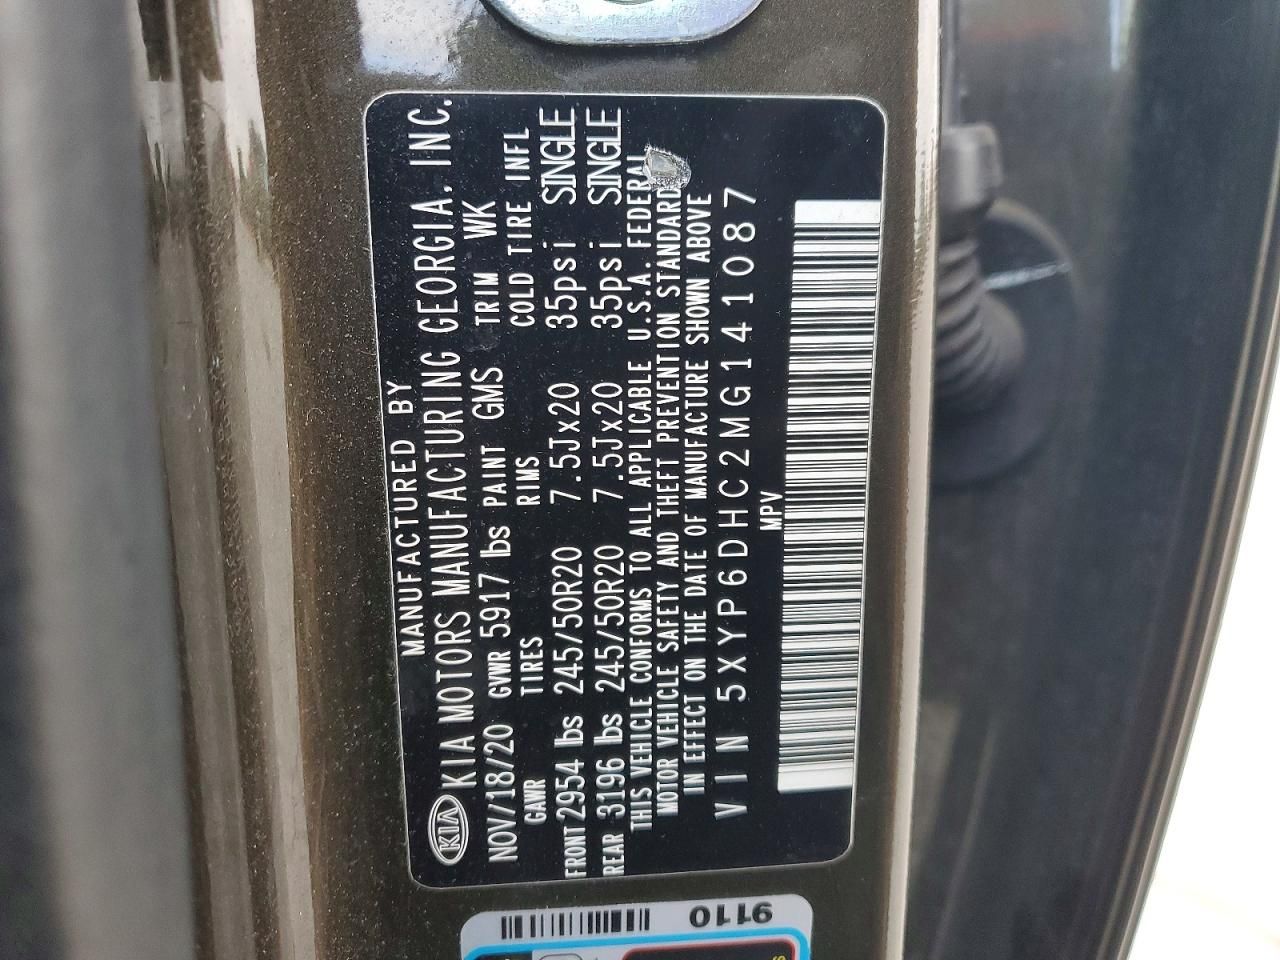 MANUFACTURED BY
KIA KIA MOTORS MANUFACTURING GEORGIA, INC.
NOV/18/20 GVWR 5917 lbs PAINT GMS TRIM WK
GAWR TIRES RIMS COLD TIRE INFL
FRONT 2954 lbs 245/50R20 7.5Jx20 35psi SINGLE
REAR 3196 lbs 245/50R20 7.5Jx20 35psi SINGLE
THIS VEHICLE CONFORMS TO ALL APPLICABLE U.S.A. FEDERAL
MOTOR VEHICLE SAFETY AND THEFT PREVENTION STANDARD
IN EFFECT ON THE DATE OF MANUFACTURE SHOWN ABOVE
VIN 5XYP6DHC2MG141087
MPV
9110